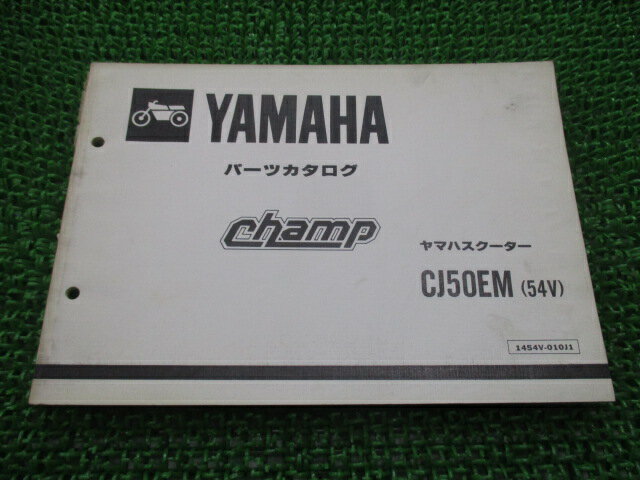 YAMAHA
パーツカタログ
champ
ヤマハスクーター
CJ50EM (54V)
14S4V-010J1